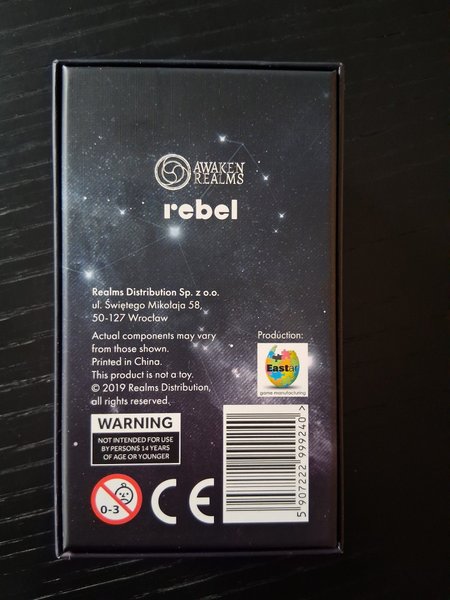 AWAKEN
REALMS
rebel
Realms Distribution Sp. z o.o.
ul. Świętego Mikołaja 58,
50-127 Wrocław
Actual components may vary
from those shown.
Printed in China.
This product is not a toy.
© 2019 Realms Distribution,
all rights reserved.
Production:
Eastar
game manufacturing
WARNING
NOT INTENDED FOR USE
BY PERSONS 14 YEARS
OF AGE OR YOUNGER
0-3
CE
5 907222 999240 >